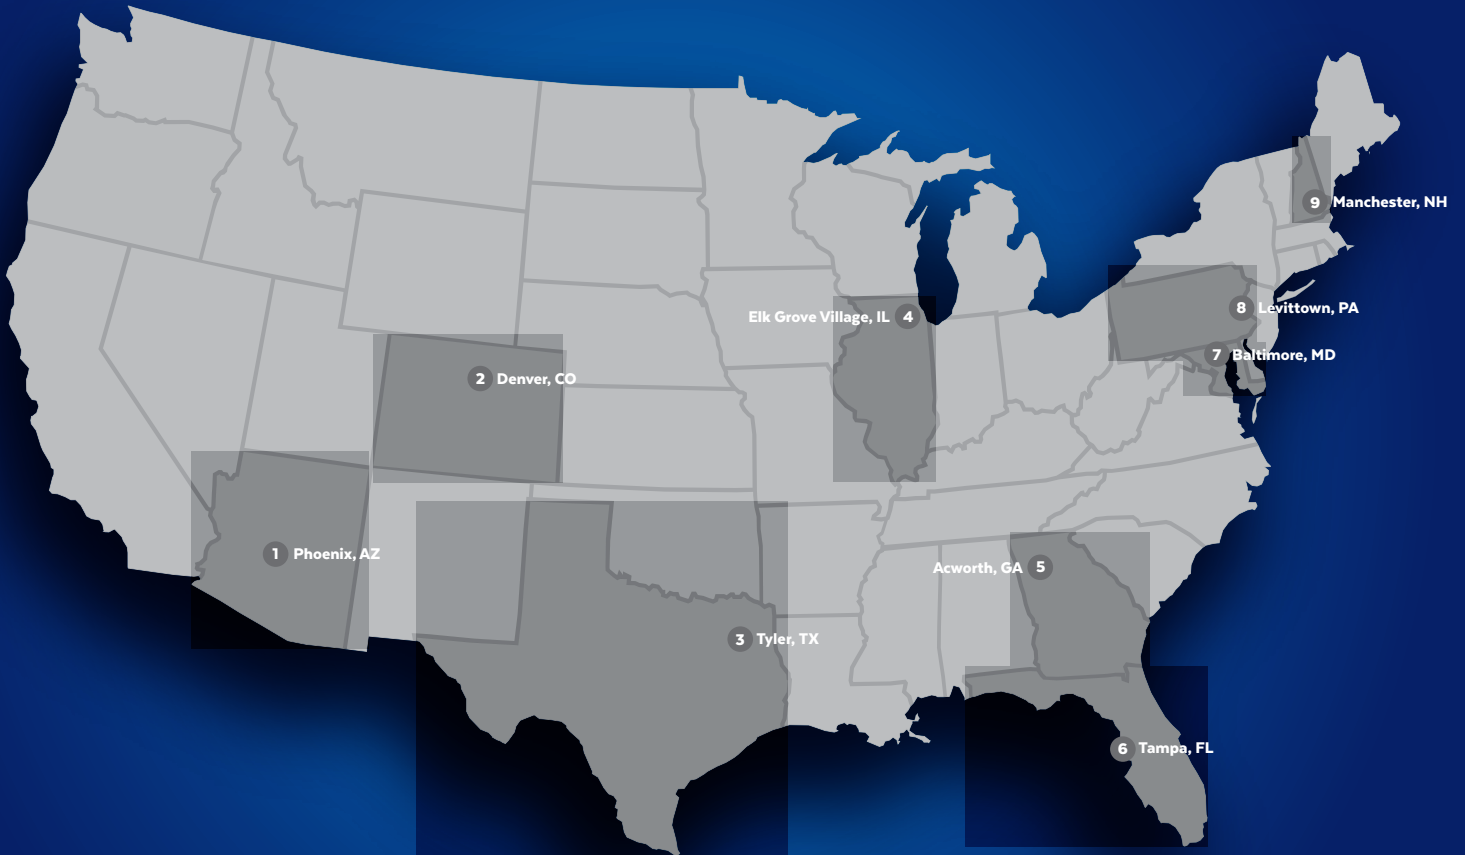 9 Manchester, NH
8 Levittown, PA
Elk Grove Village, IL 4
7 Baltimore, MD
2 Denver, CO
1 Phoenix, AZ
Acworth, GA 5
3 Tyler, TX
6 Tampa, FL